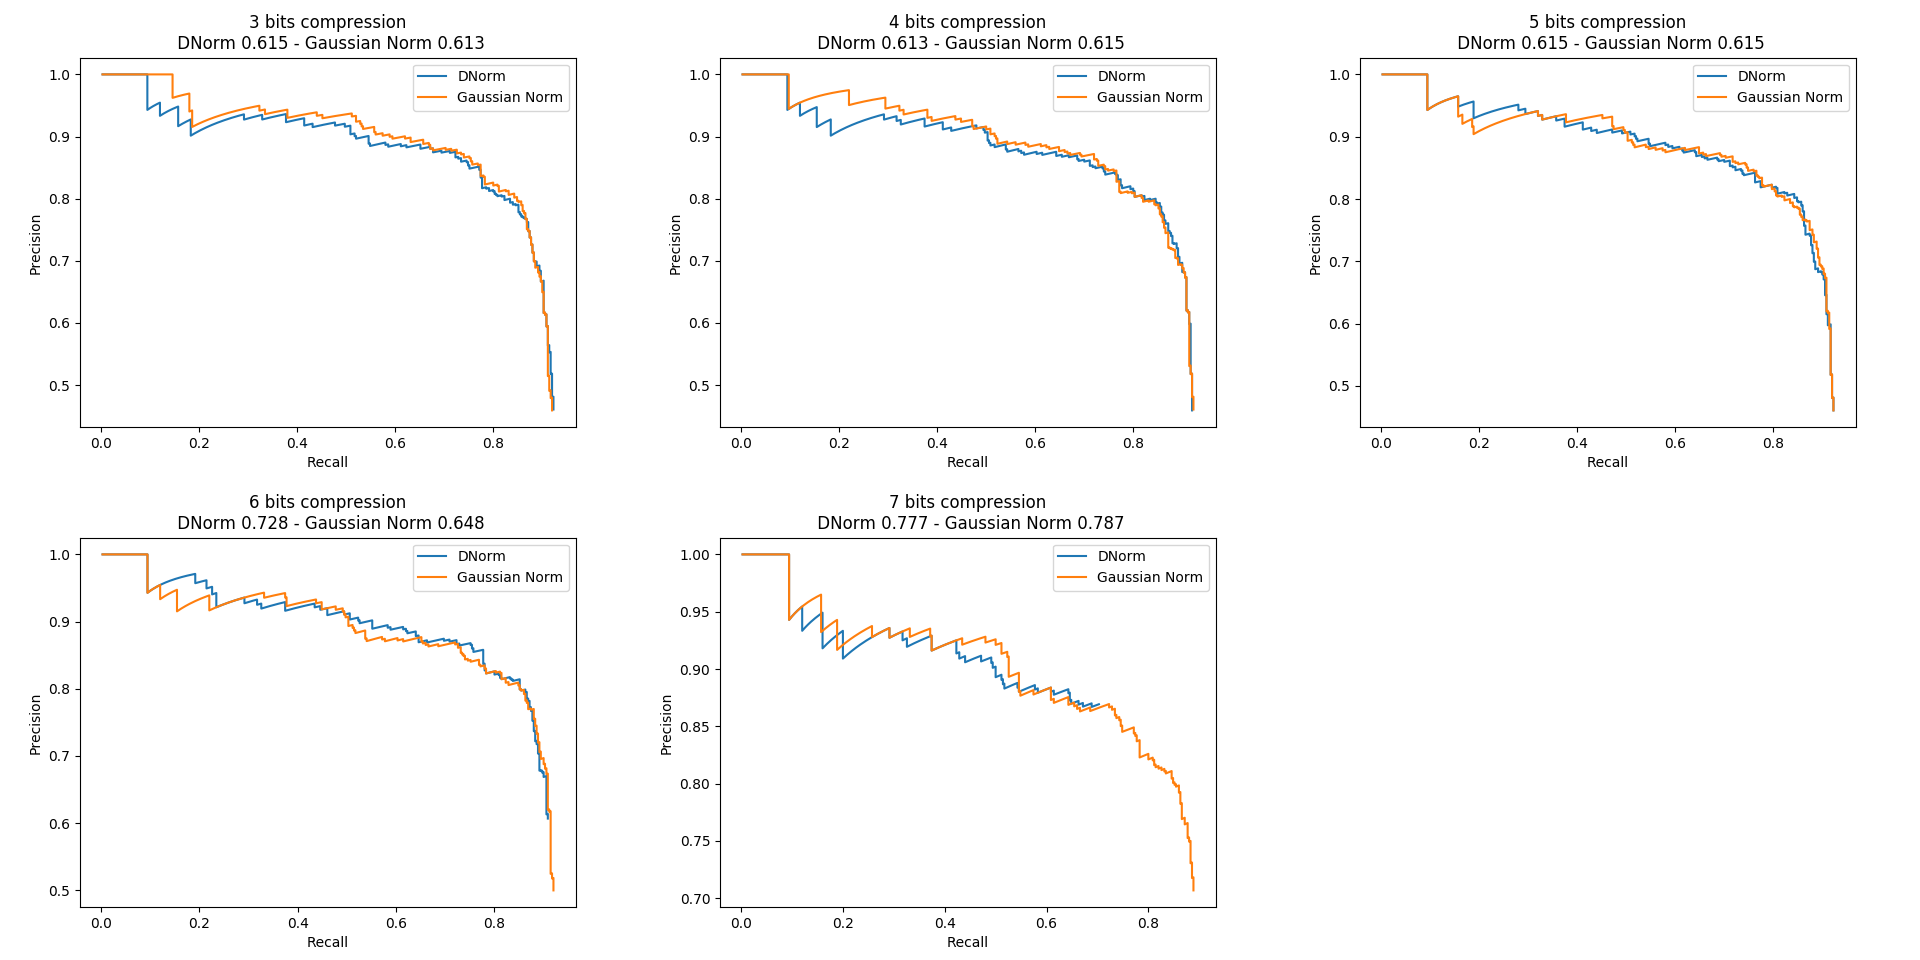 3 bits compression
DNorm 0.615 - Gaussian Norm 0.613
1.0
0.9
0.8
0.7
0.6
0.5
Precision
0.0 0.2 0.4 0.6 0.8
Recall
DNorm
Gaussian Norm
4 bits compression
DNorm 0.613 - Gaussian Norm 0.615
1.0
0.9
0.8
0.7
0.6
0.5
Precision
0.0 0.2 0.4 0.6 0.8
Recall
DNorm
Gaussian Norm
5 bits compression
DNorm 0.615 - Gaussian Norm 0.615
1.0
0.9
0.8
0.7
0.6
0.5
Precision
0.0 0.2 0.4 0.6 0.8
Recall
DNorm
Gaussian Norm
6 bits compression
DNorm 0.728 - Gaussian Norm 0.648
1.0
0.9
0.8
0.7
0.6
0.5
Precision
0.0 0.2 0.4 0.6 0.8
Recall
DNorm
Gaussian Norm
7 bits compression
DNorm 0.777 - Gaussian Norm 0.787
1.00
0.95
0.90
0.85
0.80
0.75
0.70
Precision
0.0 0.2 0.4 0.6 0.8
Recall
DNorm
Gaussian Norm